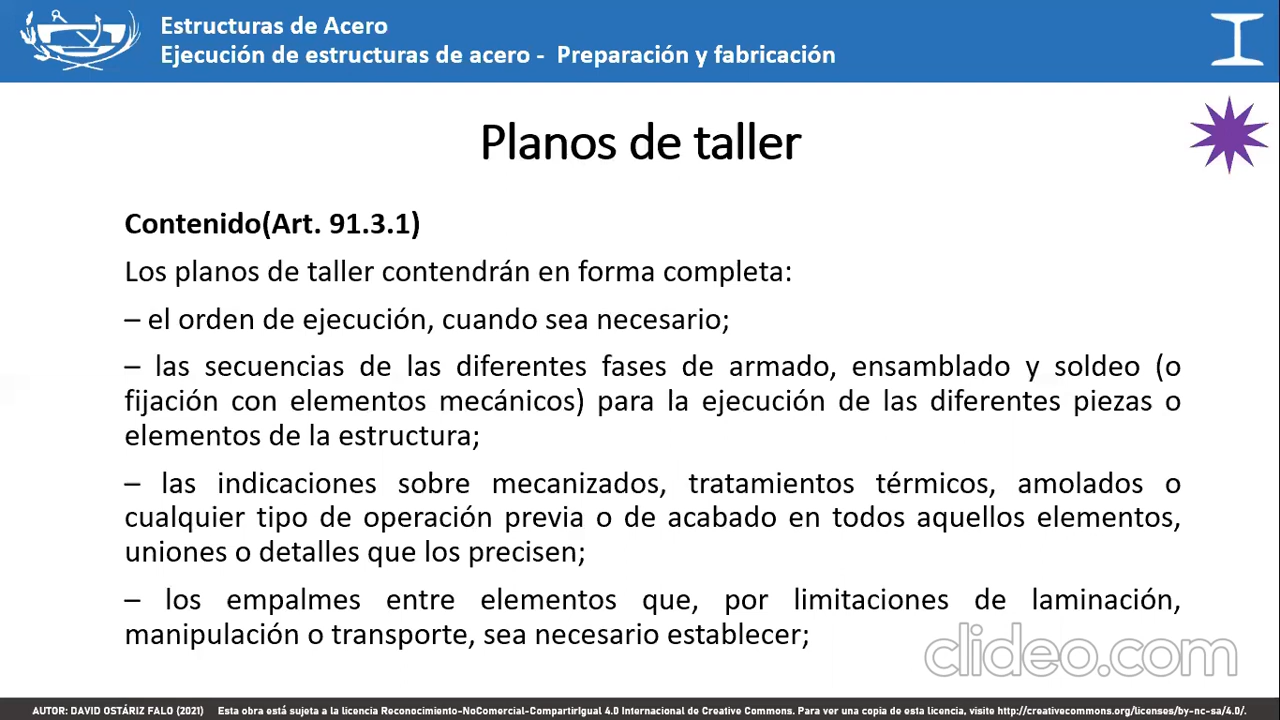 Estructuras de Acero
Ejecución de estructuras de acero - Preparación y fabricación
Planos de taller
Contenido(Art. 91.3.1)
Los planos de taller contendrán en forma completa:
– el orden de ejecución, cuando sea necesario;
– las secuencias de las diferentes fases de armado, ensamblado y soldeo (o
fijación con elementos mecánicos) para la ejecución de las diferentes piezas o
elementos de la estructura;
– las indicaciones sobre mecanizados, tratamientos térmicos, amolados o
cualquier tipo de operación previa o de acabado en todos aquellos elementos,
uniones o detalles que los precisen;
– los empalmes entre elementos que, por limitaciones de laminación,
manipulación o transporte, sea necesario establecer;
clideo.com
AUTOR: DAVID OSTÁRIZ FALO (2021) Esta obra está sujeta a la licencia Reconocimiento-NoComercial-CompartirIgual 4.0 Internacional de Creative Commons. Para ver una copia de esta licencia, visite http://creativecommons.org/licenses/by-nc-sa/4.0/.